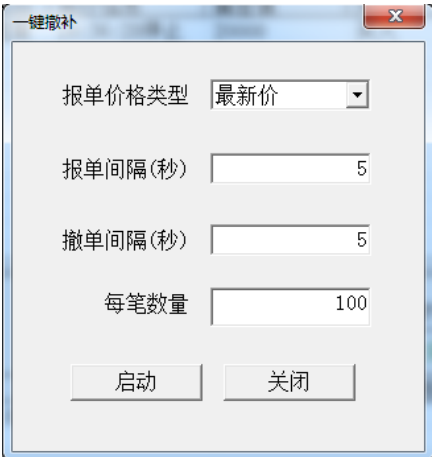 一键撤补
报单价格类型 最新价
报单间隔(秒) 5
撤单间隔(秒) 5
每笔数量 100
启动 关闭